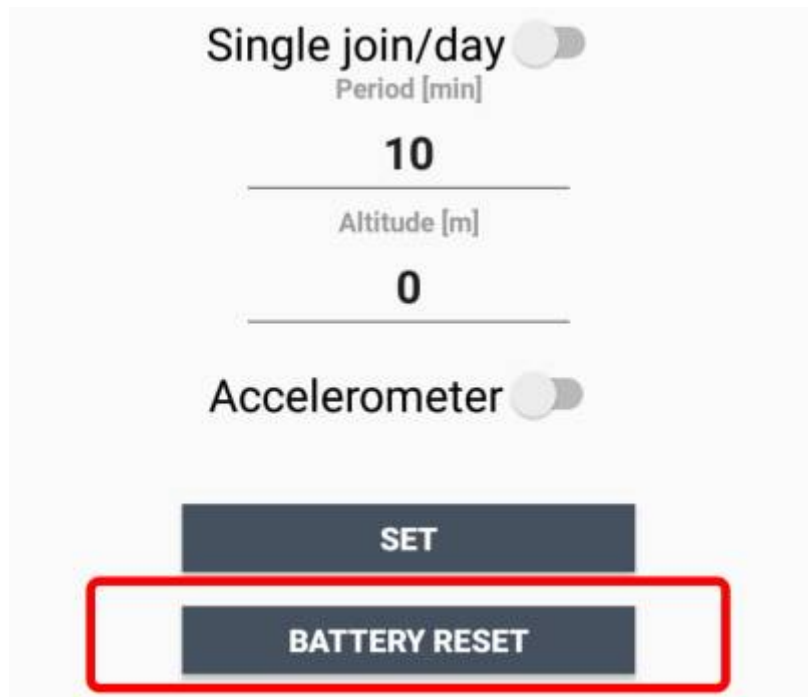 Single join/day
Period [min]
10
Altitude [m]
0
Accelerometer
SET
BATTERY RESET